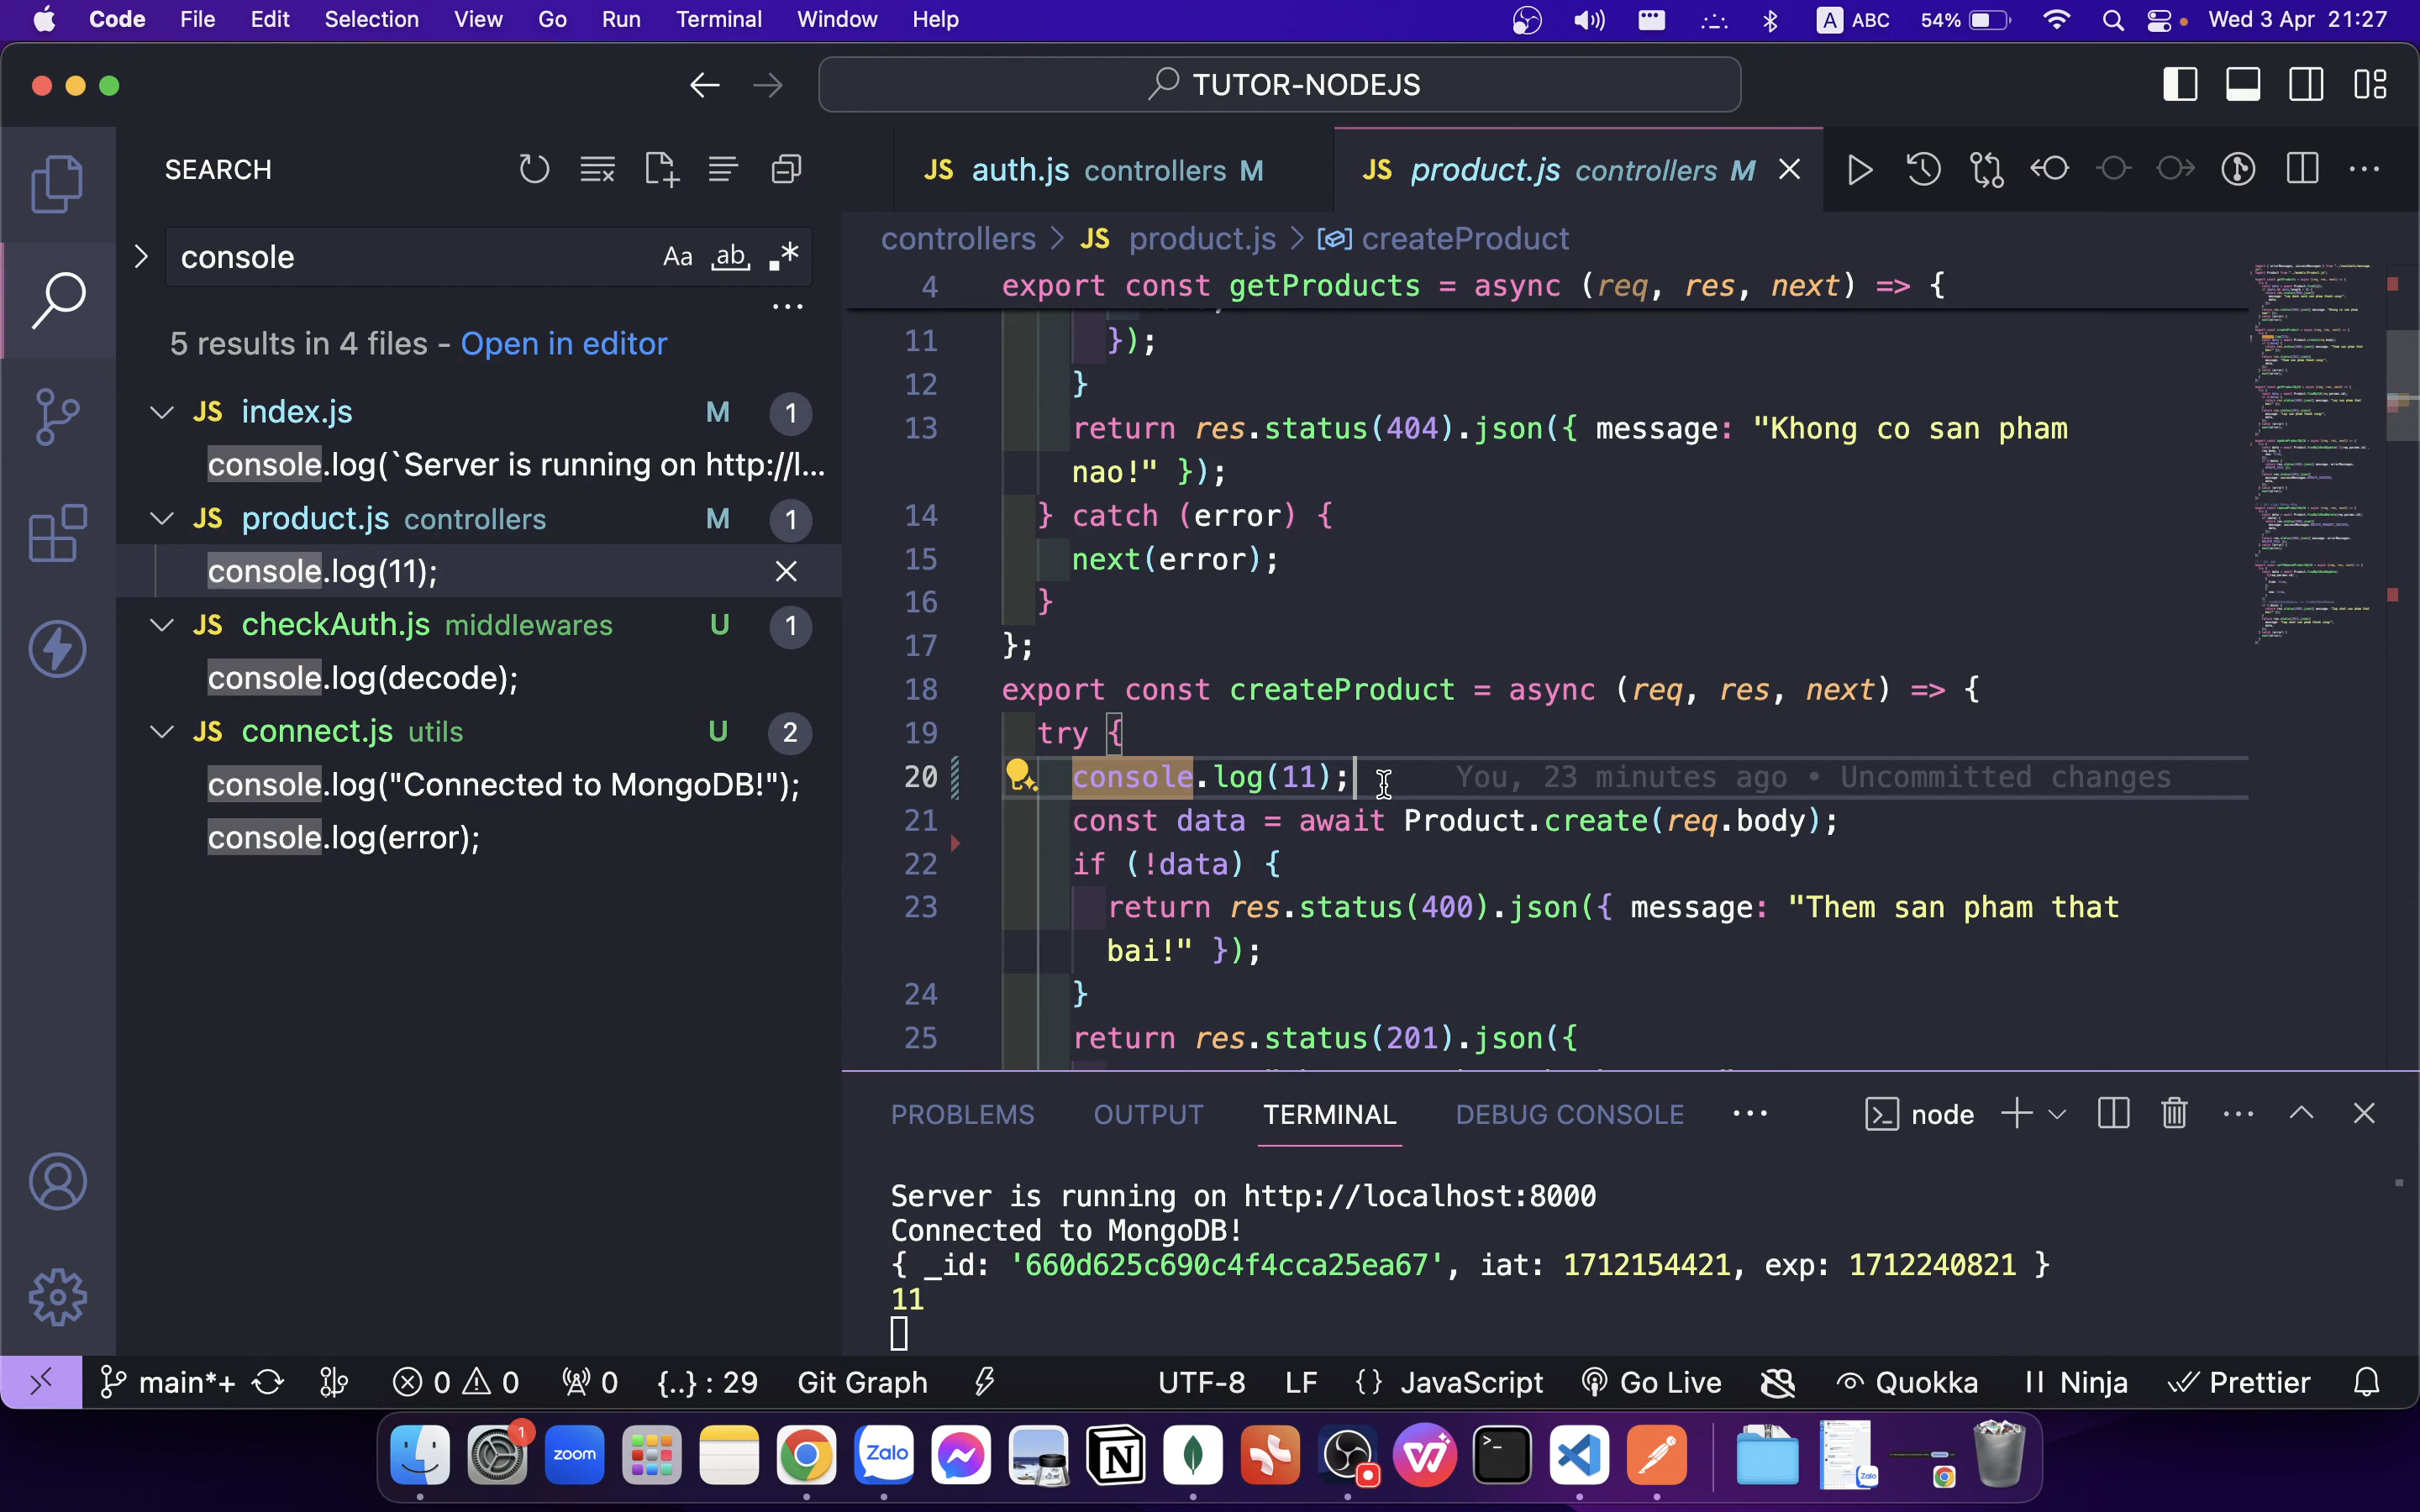 Code File Edit Selection View Go Run Terminal Window Help A ABC 54% Wed 3 Apr 21:27
TUTOR-NODEJS
SEARCH
console Aa ab .*
5 results in 4 files - Open in editor
JS index.js M 1
console.log(`Server is running on http://l...
JS product.js controllers M 1
console.log(11);
JS checkAuth.js middlewares U 1
console.log(decode);
JS connect.js utils U 2
console.log("Connected to MongoDB!");
console.log(error);
JS auth.js controllers M JS product.js controllers M
controllers > JS product.js > createProduct
4 export const getProducts = async (req, res, next) => {
11 });
12 }
13 return res.status(404).json({ message: "Khong co san pham
nao!" });
14 } catch (error) {
15 next(error);
16 }
17 };
18 export const createProduct = async (req, res, next) => {
19 try {
20 console.log(11); You, 23 minutes ago • Uncommitted changes
21 const data = await Product.create(req.body);
22 if (!data) {
23 return res.status(400).json({ message: "Them san pham that
bai!" });
24 }
25 return res.status(201).json({
PROBLEMS OUTPUT TERMINAL DEBUG CONSOLE ... node
Server is running on http://localhost:8000
Connected to MongoDB!
{ _id: '660d625c690c4f4cca25ea67', iat: 1712154421, exp: 1712240821 }
11
main*+ 0 0 0 {..} : 29 Git Graph UTF-8 LF {} JavaScript Go Live Quokka Ninja Prettier
1 zoom Zalo N W >_ Zalo